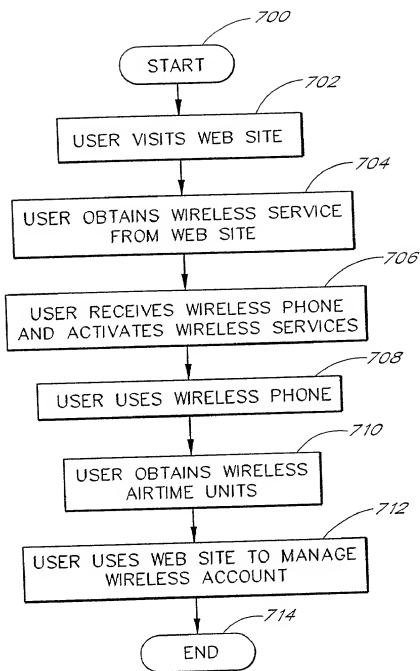 700
START
702
USER VISITS WEB SITE
704
USER OBTAINS WIRELESS SERVICE
FROM WEB SITE
706
USER RECEIVES WIRELESS PHONE
AND ACTIVATES WIRELESS SERVICES
708
USER USES WIRELESS PHONE
710
USER OBTAINS WIRELESS
AIRTIME UNITS
712
USER USES WEB SITE TO MANAGE
WIRELESS ACCOUNT
714
END